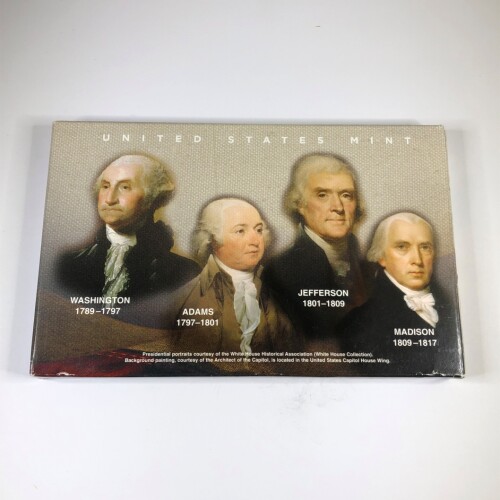 UNITED STATES MINT
WASHINGTON
1789–1797
ADAMS
1797–1801
JEFFERSON
1801–1809
MADISON
1809–1817
Presidential portraits courtesy of the White House Historical Association (White House Collection).
Background painting, courtesy of the Architect of the Capitol, is located in the United States Capitol House Wing.